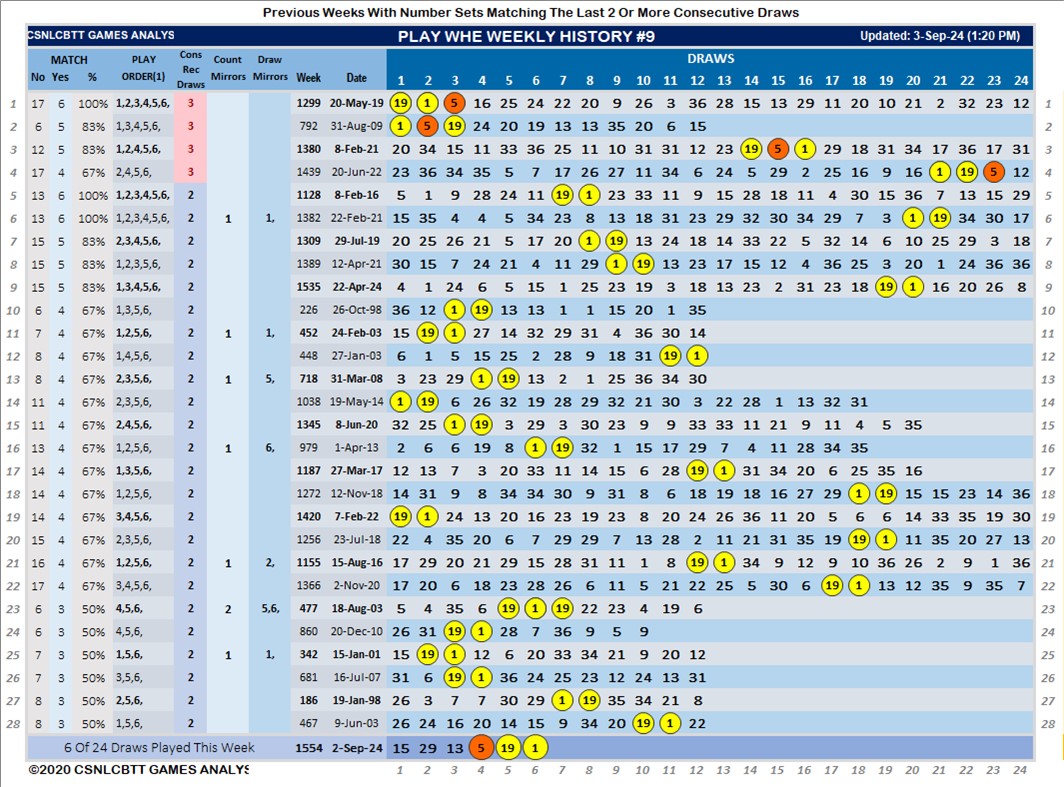 Previous Weeks With Number Sets Matching The Last 2 Or More Consecutive Draws
CSNLCBTT GAMES ANALYS PLAY WHE WEEKLY HISTORY #9 Updated: 3-Sep-24 (1:20 PM)
MATCH PLAY Cons Rec Draws Count Draw DRAWS
No Yes % ORDER(1) Mirrors Mirrors Week Date 1 2 3 4 5 6 7 8 9 10 11 12 13 14 15 16 17 18 19 20 21 22 23 24
1 17 6 100% 1,2,3,4,5,6, 3 1299 20-May-19 19 1 5 16 25 24 22 20 9 26 3 36 28 15 13 29 11 20 10 21 2 32 23 12 1
2 6 5 83% 1,3,4,5,6, 3 792 31-Aug-09 1 5 19 24 20 19 13 13 35 20 6 15 2
3 12 5 83% 1,2,4,5,6, 3 1380 8-Feb-21 20 34 15 11 33 36 25 11 10 31 31 12 23 19 5 1 29 18 31 34 17 36 17 31 3
4 17 4 67% 2,4,5,6, 3 1439 20-Jun-22 23 36 34 35 5 7 17 26 27 11 34 6 24 5 29 2 25 16 9 16 1 19 5 12 4
5 13 6 100% 1,2,3,4,5,6, 2 1128 8-Feb-16 5 1 9 28 24 11 19 1 23 33 11 9 15 28 18 11 4 30 15 36 7 13 15 29 5
6 13 6 100% 1,2,3,4,5,6, 2 1 1, 1382 22-Feb-21 15 35 4 4 5 34 23 8 13 18 31 23 29 32 30 34 29 7 3 1 19 34 30 17 6
7 15 5 83% 2,3,4,5,6, 2 1309 29-Jul-19 20 25 26 21 5 17 20 1 19 13 24 18 14 33 22 5 32 14 6 10 25 29 3 18 7
8 15 5 83% 1,2,3,5,6, 2 1389 12-Apr-21 30 15 7 24 21 4 11 29 1 19 13 23 17 15 12 4 36 25 3 20 1 24 36 36 8
9 15 5 83% 1,3,4,5,6, 2 1535 22-Apr-24 4 1 24 6 5 15 1 25 23 19 3 18 13 23 2 31 23 18 19 1 16 20 26 8 9
10 6 4 67% 1,3,5,6, 2 226 26-Oct-98 36 12 1 19 13 13 1 1 15 20 1 35 10
11 7 4 67% 1,2,5,6, 2 1 1, 452 24-Feb-03 15 19 1 27 14 32 29 31 4 36 30 14 11
12 8 4 67% 1,4,5,6, 2 448 27-Jan-03 6 1 5 15 25 2 28 9 18 31 19 1 12
13 8 4 67% 2,3,5,6, 2 1 5, 718 31-Mar-08 3 23 29 1 19 13 2 1 25 36 34 30 13
14 11 4 67% 2,3,5,6, 2 1038 19-May-14 1 19 6 26 32 19 28 29 32 21 30 3 22 28 1 13 32 31 14
15 11 4 67% 2,4,5,6, 2 1345 8-Jun-20 32 25 1 19 3 29 3 30 23 9 9 33 33 11 21 9 11 4 5 35 15
16 13 4 67% 1,2,5,6, 2 1 6, 979 1-Apr-13 2 6 6 19 8 1 19 32 1 15 17 29 7 4 11 28 34 35 16
17 11 4 67% 1,3,5,6, 2 1187 27-Mar-17 12 13 7 3 20 33 11 14 15 6 28 19 1 31 34 20 6 25 35 16 17
18 14 4 67% 1,2,5,6, 2 1272 12-Nov-18 14 31 9 8 34 34 30 9 31 8 6 18 19 18 16 27 29 1 19 15 15 23 14 36 18
19 14 4 67% 3,4,5,6, 2 1420 7-Feb-22 19 1 24 13 20 16 23 19 23 8 20 24 26 36 11 20 5 6 6 14 33 35 19 30 19
20 15 4 67% 2,3,5,6, 2 1256 23-Jul-18 22 4 35 20 6 7 29 29 7 13 28 2 11 21 31 35 19 19 1 11 35 20 27 13 20
21 16 4 67% 1,2,5,6, 2 1 2, 1155 15-Aug-16 17 29 20 21 29 15 28 31 11 1 8 19 1 34 9 12 9 10 36 26 2 9 1 36 21
22 17 4 67% 3,4,5,6, 2 1366 2-Nov-20 17 20 6 18 23 28 26 6 11 5 21 22 25 5 30 6 19 1 13 12 35 9 35 7 22
23 6 3 50% 4,5,6, 2 2 5,6, 477 18-Aug-03 5 4 35 6 19 1 19 22 23 4 19 6 23
24 6 3 50% 4,5,6, 2 860 20-Dec-10 26 31 19 1 28 7 36 9 5 9 24
25 7 3 50% 1,5,6, 2 1 1, 342 15-Jan-01 15 19 1 12 6 20 33 34 21 9 20 12 25
26 7 3 50% 3,5,6, 2 681 16-Jul-07 31 6 19 1 36 24 25 23 12 24 13 31 26
27 8 3 50% 2,5,6, 2 186 19-Jan-98 26 3 7 7 30 27 1 19 35 34 21 8 27
28 8 3 50% 1,5,6, 2 467 9-Jun-03 26 24 16 20 14 15 9 34 20 19 1 22 28
6 Of 24 Draws Played This Week 1554 2-Sep-24 15 29 13 5 19 1
©2020 CSNLCBTT GAMES ANALYS 1 2 3 4 5 6 7 8 9 10 11 12 13 14 15 16 17 18 19 20 21 22 23 24